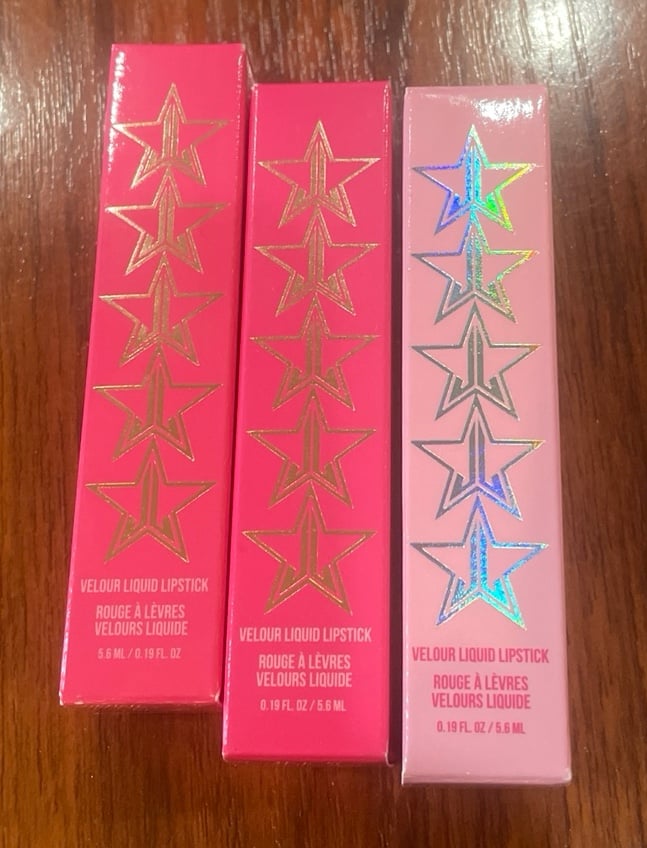 VELOUR LIQUID LIPSTICK
ROUGE À LÈVRES
VELOURS LIQUIDE
5.6 ML / 0.19 FL. OZ
VELOUR LIQUID LIPSTICK
ROUGE À LÈVRES
VELOURS LIQUIDE
0.19 FL. OZ / 5.6 ML
VELOUR LIQUID LIPSTICK
ROUGE À LÈVRES
VELOURS LIQUIDE
0.19 FL. OZ / 5.6 ML